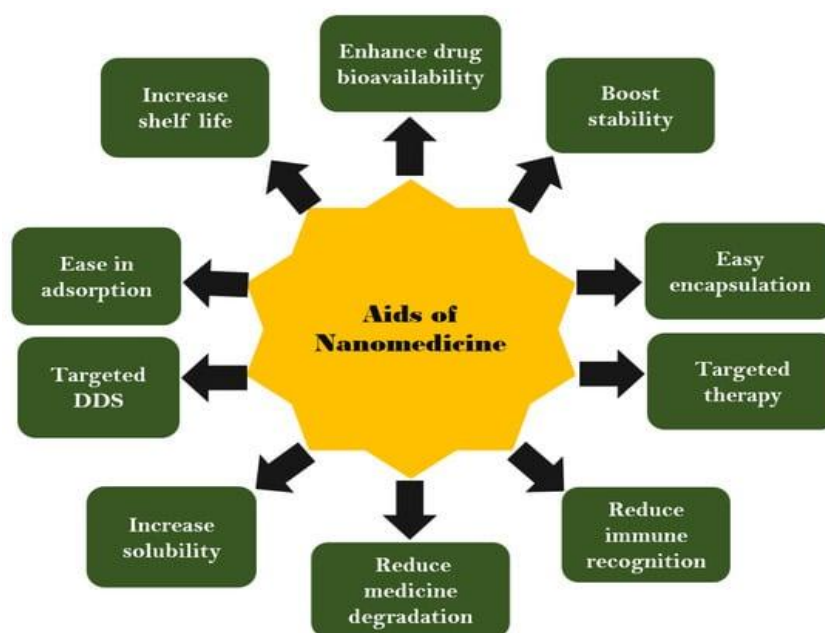 Enhance drug
bioavailability
Increase
shelf life
Boost
stability
Ease in
adsorption
Easy
encapsulation
Aids of
Nanomedicine
Targeted
DDS
Targeted
therapy
Increase
solubility
Reduce
immune
recognition
Reduce
medicine
degradation